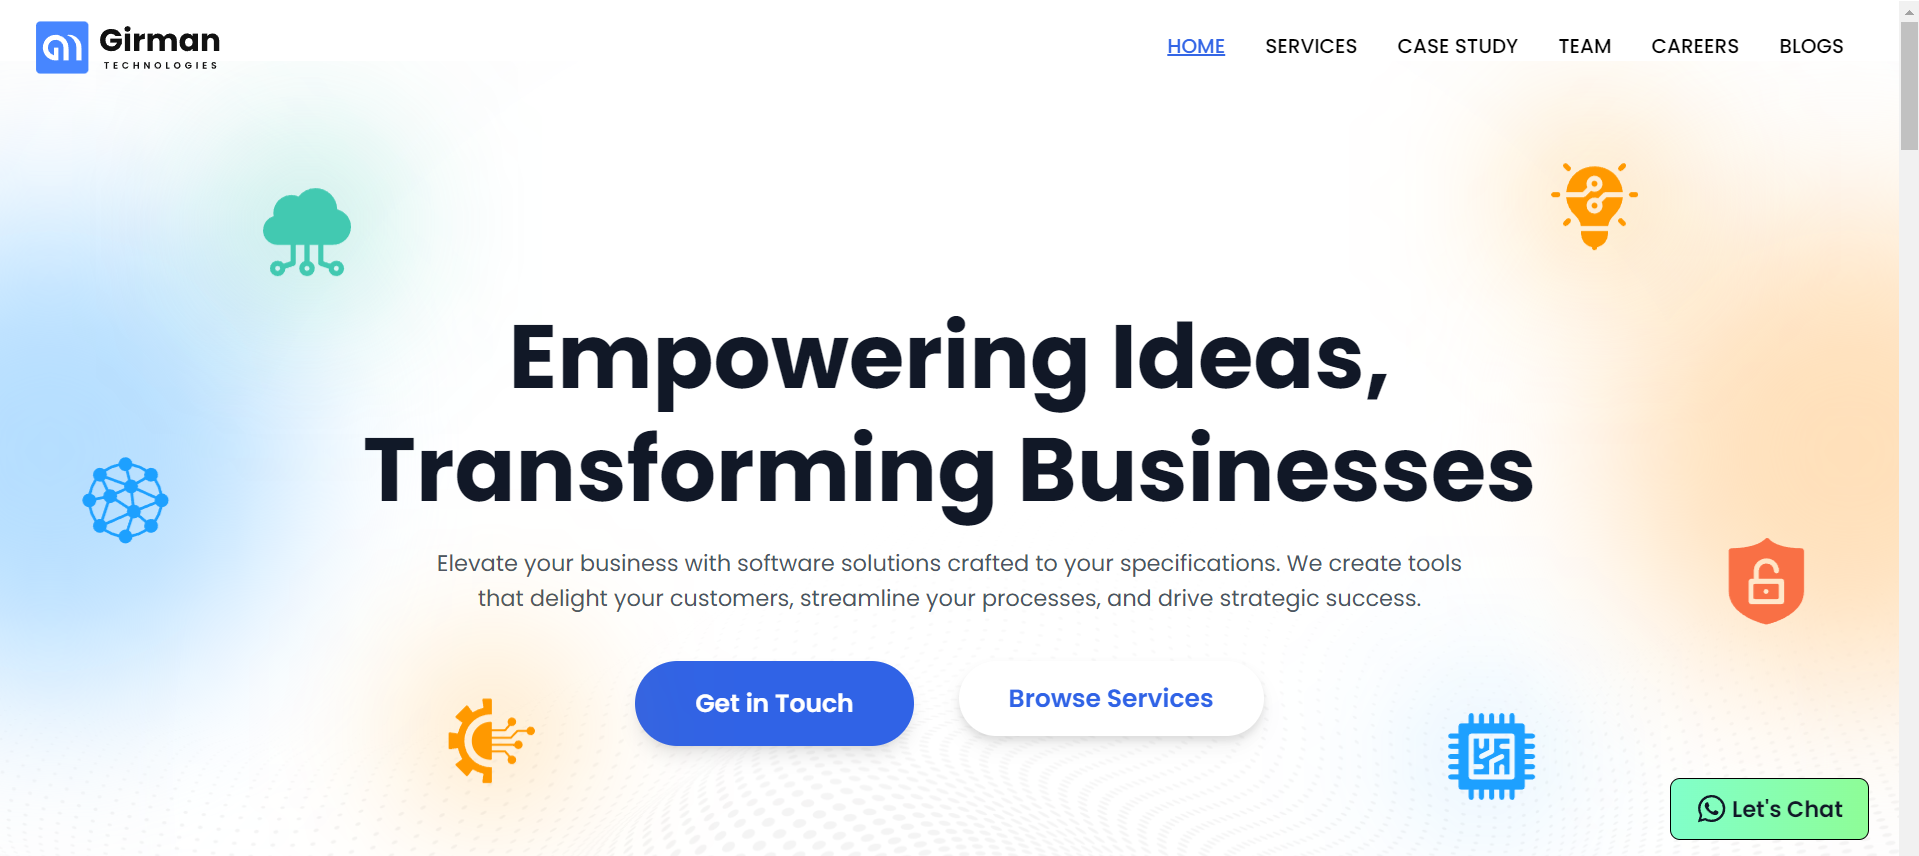 Girman
TECHNOLOGIES
HOME SERVICES CASE STUDY TEAM CAREERS BLOGS
Empowering Ideas,
Transforming Businesses
Elevate your business with software solutions crafted to your specifications. We create tools
that delight your customers, streamline your processes, and drive strategic success.
Get in Touch
Browse Services
Let's Chat